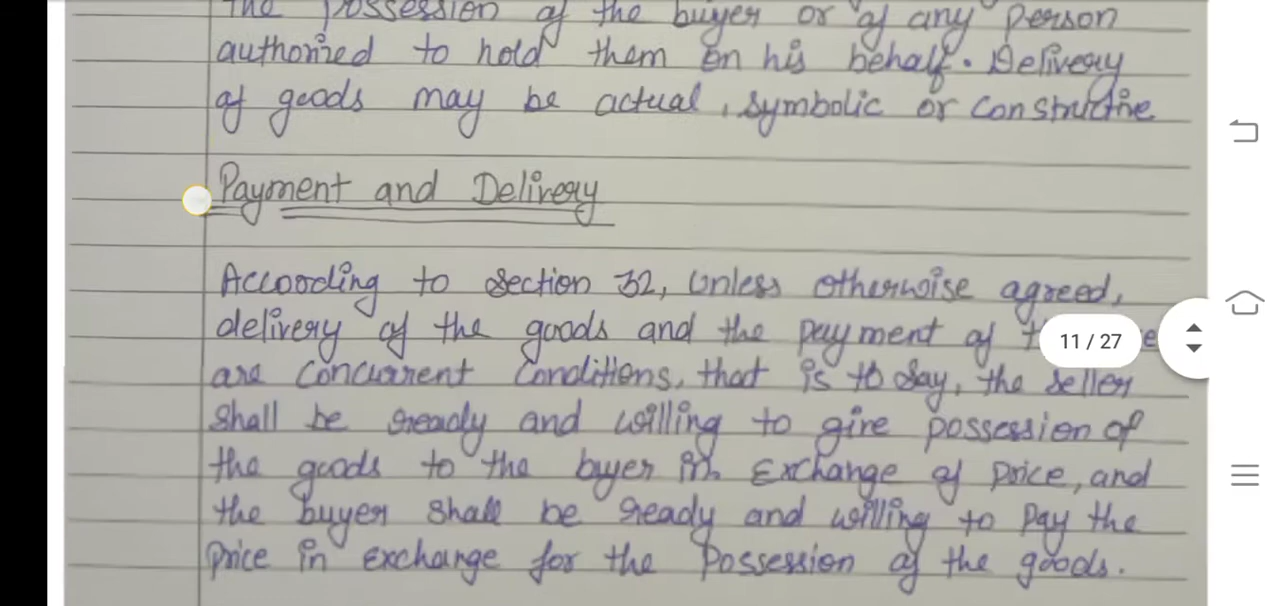 the possession of the buyer or of any person
authorized to hold them on his behalf. Delivery
of goods may be actual, symbolic or constructive
Payment and Delivery
According to section 32, unless otherwise agreed,
delivery of the goods and the payment of
11 / 27
are concurrent conditions, that is to say, the seller
shall be ready and willing to give possession of
the goods to the buyer in exchange of price, and
the buyer shall be ready and willing to pay the
price in exchange for the possession of the goods.